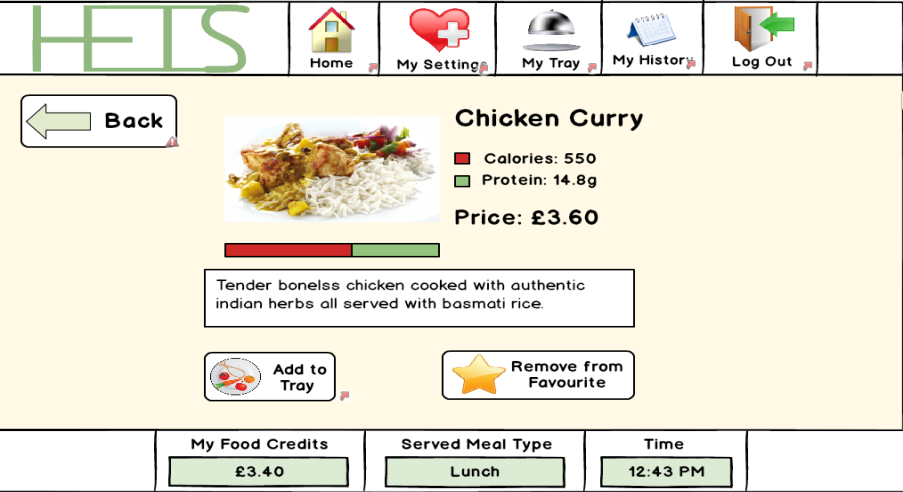 HETS
Home
My Settings
My Tray
My History
Log Out
Back
Chicken Curry
Calories: 550
Protein: 14.8g
Price: £3.60
Tender bonelss chicken cooked with authentic
indian herbs all served with basmati rice.
Add to
Tray
Remove from
Favourite
My Food Credits
Served Meal Type
Time
£3.40
Lunch
12:43 PM